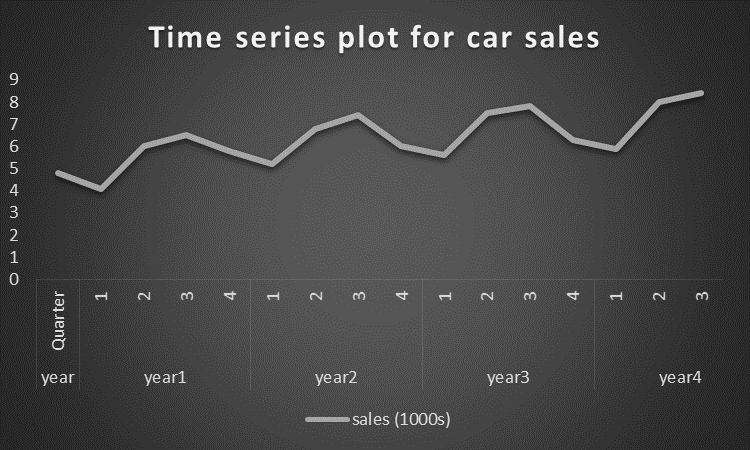 Time series plot for car sales
9
8
7
6
5
4
3
2
1
0
Quarter 1 2 3 4 1 2 3 4 1 2 3 4 1 2 3
year year1 year2 year3 year4
sales (1000s)